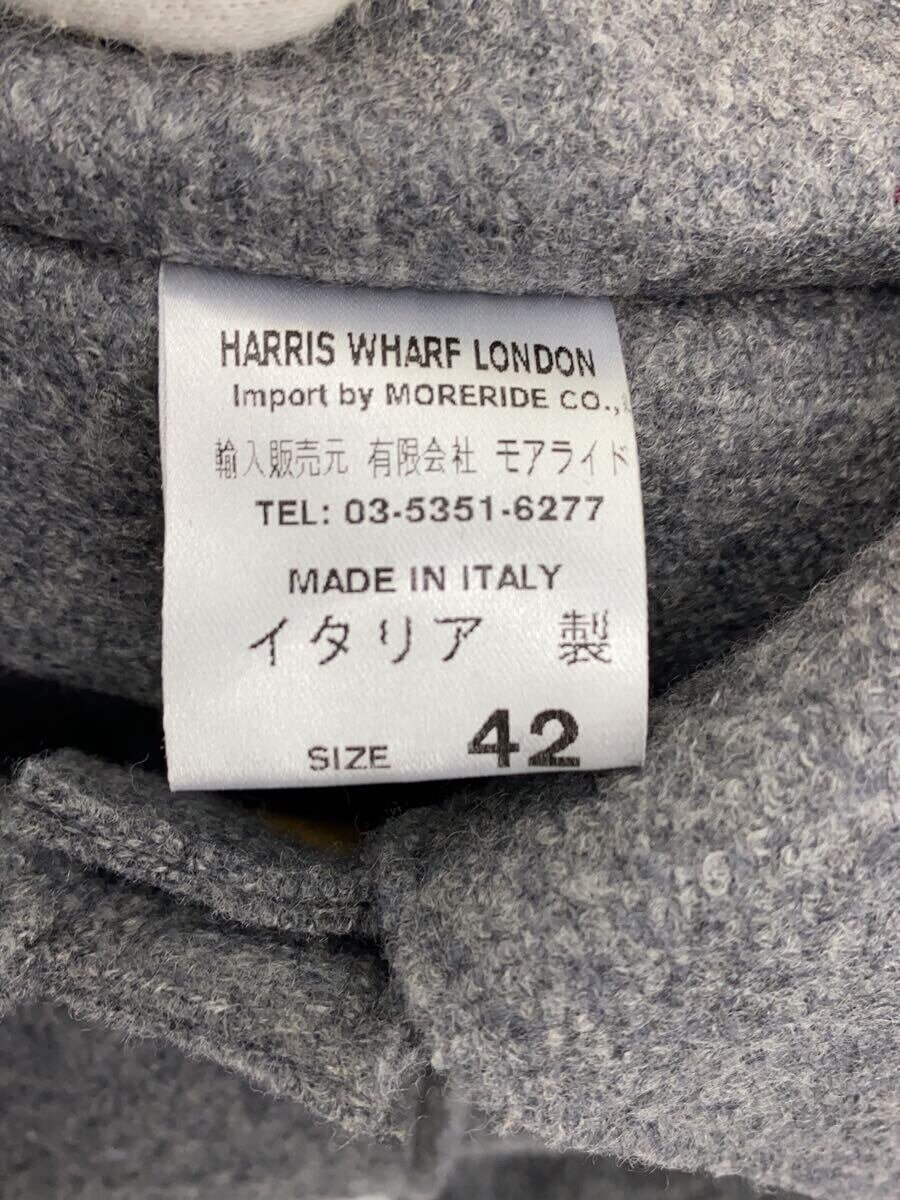 HARRIS WHARF LONDON
Import by MORERIDE CO.,
輸入販売元 有限会社 モアライド
TEL: 03-5351-6277
MADE IN ITALY
イタリア 製
SIZE 42